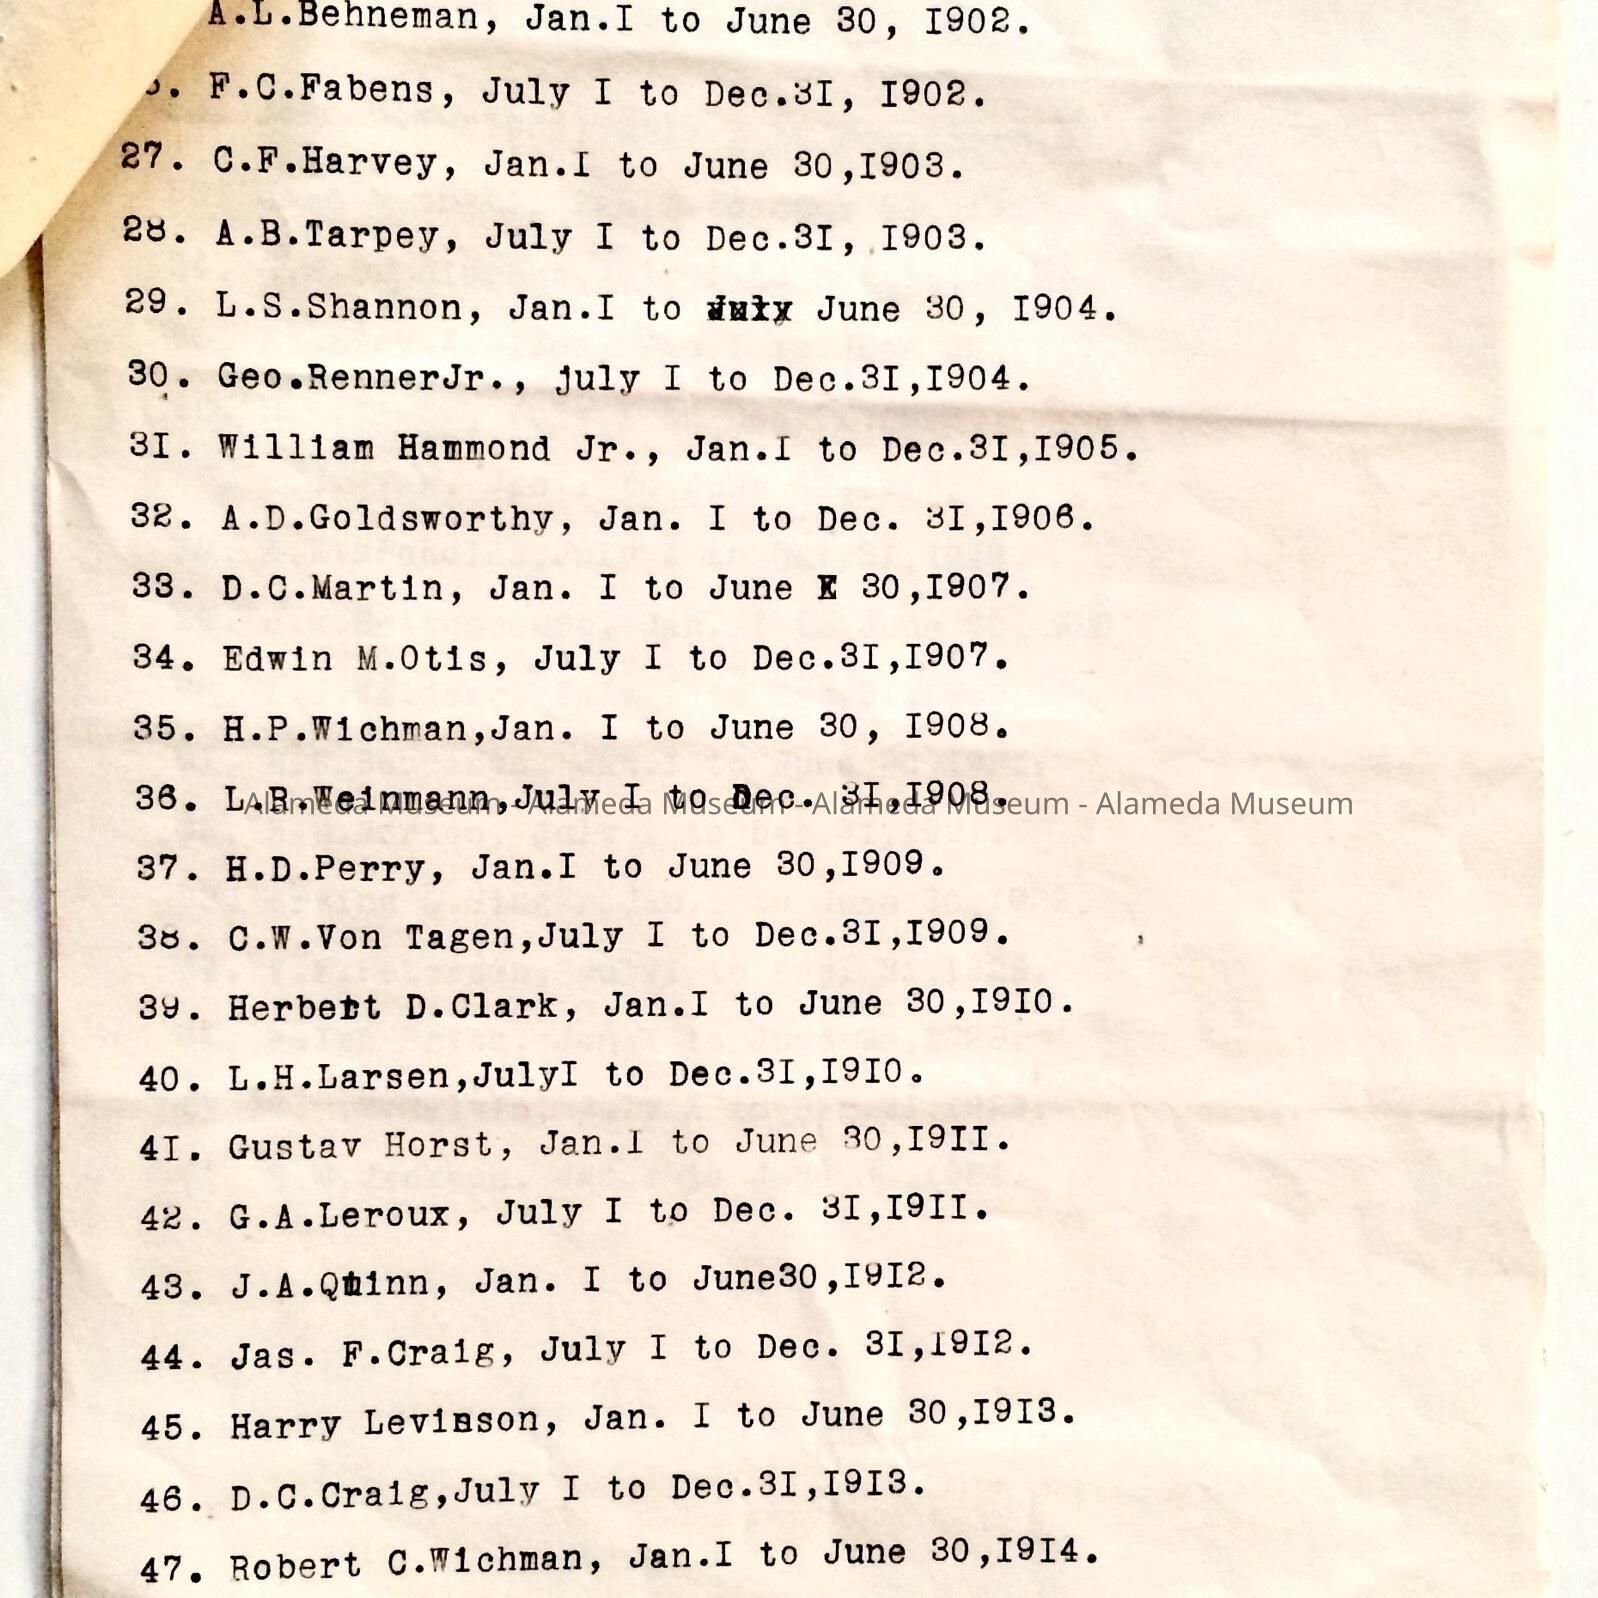 A.L.Behneman, Jan.I to June 30, I902.
. F.C.Fabens, July I to Dec.3I, I902.
27. C.F.Harvey, Jan.I to June 30,I903.
28. A.B.Tarpey, July I to Dec.3I, I903.
29. L.S.Shannon, Jan.I to July June 30, I904.
30. Geo.RennerJr., july I to Dec.3I,I904.
3I. William Hammond Jr., Jan.I to Dec.3I,I905.
32. A.D.Goldsworthy, Jan. I to Dec. 3I,I906.
33. D.C.Martin, Jan. I to June 30,I907.
34. Edwin M.Otis, July I to Dec.3I,I907.
35. H.P.Wichman,Jan. I to June 30, I908.
36. L.R.Weinmann,July I to Dec. 3I,I908.
Alameda Museum - Alameda Museum - Alameda Museum - Alameda Museum
37. H.D.Perry, Jan.I to June 30,I909.
38. C.W.Von Tagen,July I to Dec.3I,I909.
39. Herbert D.Clark, Jan.I to June 30,I9I0.
40. L.H.Larsen,JulyI to Dec.3I,I9I0.
4I. Gustav Horst, Jan.I to June 30,I9II.
42. G.A.Leroux, July I to Dec. 3I,I9II.
43. J.A.Quinn, Jan. I to June30,I9I2.
44. Jas. F.Craig, July I to Dec. 3I,I9I2.
45. Harry Levinson, Jan. I to June 30,I9I3.
46. D.C.Craig,July I to Dec.3I,I9I3.
47. Robert C.Wichman, Jan.I to June 30,I9I4.